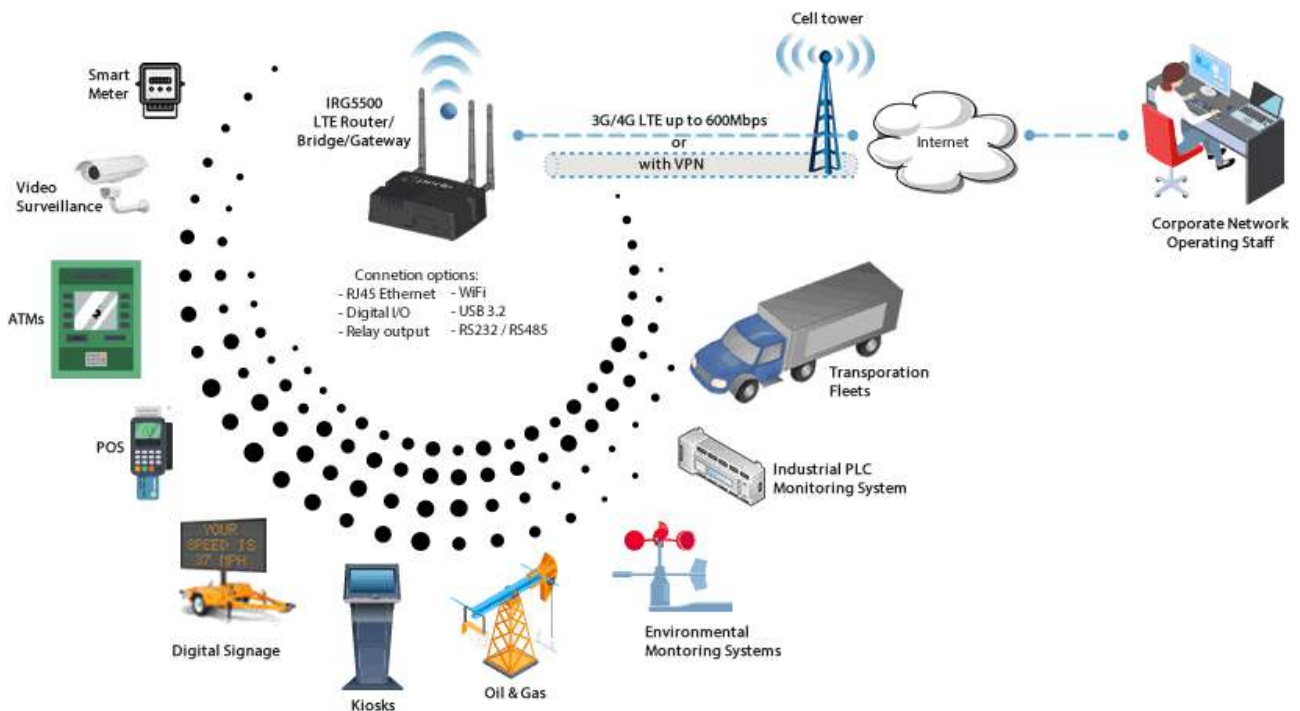 Cell tower
Smart
Meter
IRG5500
LTE Router/
Bridge/Gateway
3G/4G LTE up to 600Mbps
or
with VPN
Internet
Video
Surveillance
Corporate Network
Operating Staff
Connetion options:
- RJ45 Ethernet - WiFi
- Digital I/O - USB 3.2
- Relay output - RS232 / RS485
ATMs
Transporation
Fleets
POS
Industrial PLC
Monitoring System
YOUR
SPEED IS
37 MPH
Digital Signage
Kiosks
Oil & Gas
Environmental
Montoring Systems